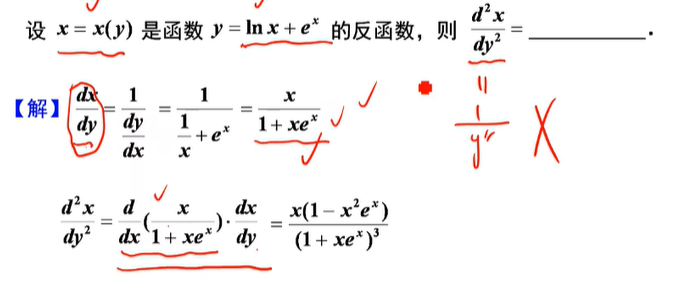 设 x = x(y) 是函数 y = ln x + e^x 的反函数，则 \frac{d^2x}{dy^2} = ________.
= \frac{1}{y''} X
【解】 \frac{dx}{dy} = \frac{1}{\frac{dy}{dx}} = \frac{1}{\frac{1}{x} + e^x} = \frac{x}{1 + xe^x}
\frac{d^2x}{dy^2} = \frac{d}{dx}(\frac{x}{1 + xe^x}) \cdot \frac{dx}{dy} = \frac{x(1 - x^2e^x)}{(1 + xe^x)^3}